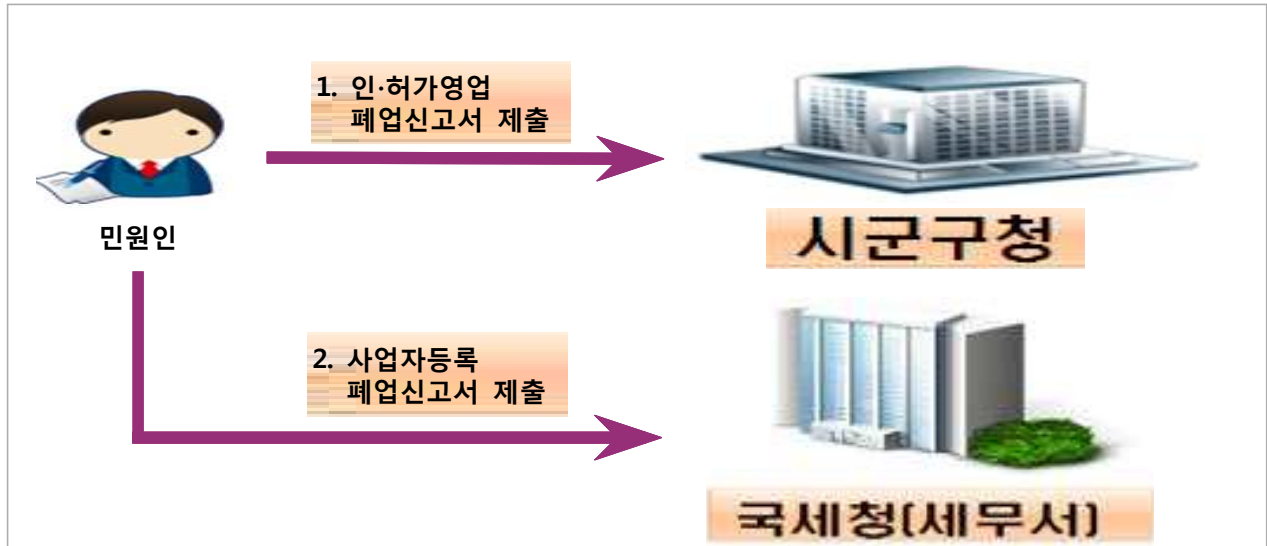 1. 인·허가영업
폐업신고서 제출
민원인
시군구청
2. 사업자등록
폐업신고서 제출
국세청(세무서)